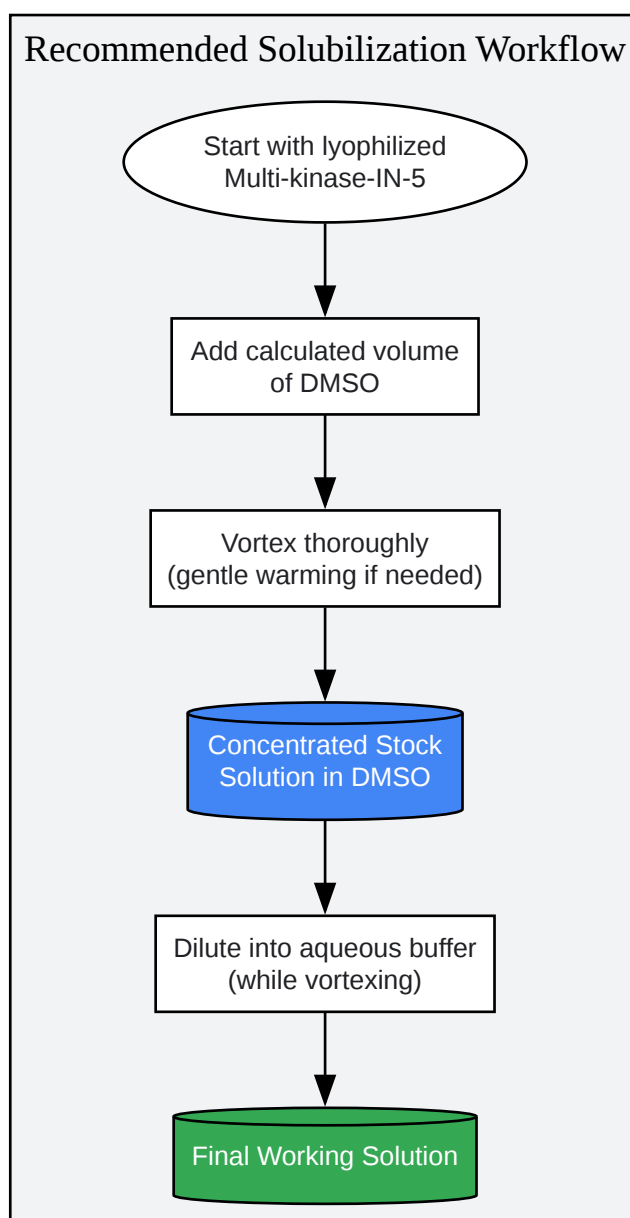 Recommended Solubilization Workflow
Start with lyophilized
Multi-kinase-IN-5
Add calculated volume
of DMSO
Vortex thoroughly
(gentle warming if needed)
Concentrated Stock
Solution in DMSO
Dilute into aqueous buffer
(while vortexing)
Final Working Solution